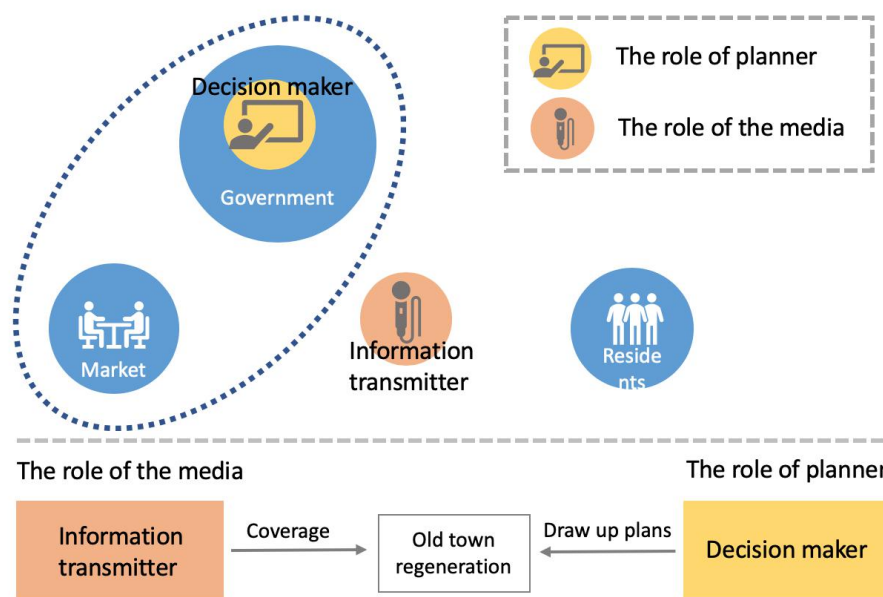 Decision maker
Government
The role of planner
The role of the media
Market
Information
transmitter
Reside
nts
The role of the media
The role of planner
Information
transmitter
Coverage
Old town
regeneration
Draw up plans
Decision maker